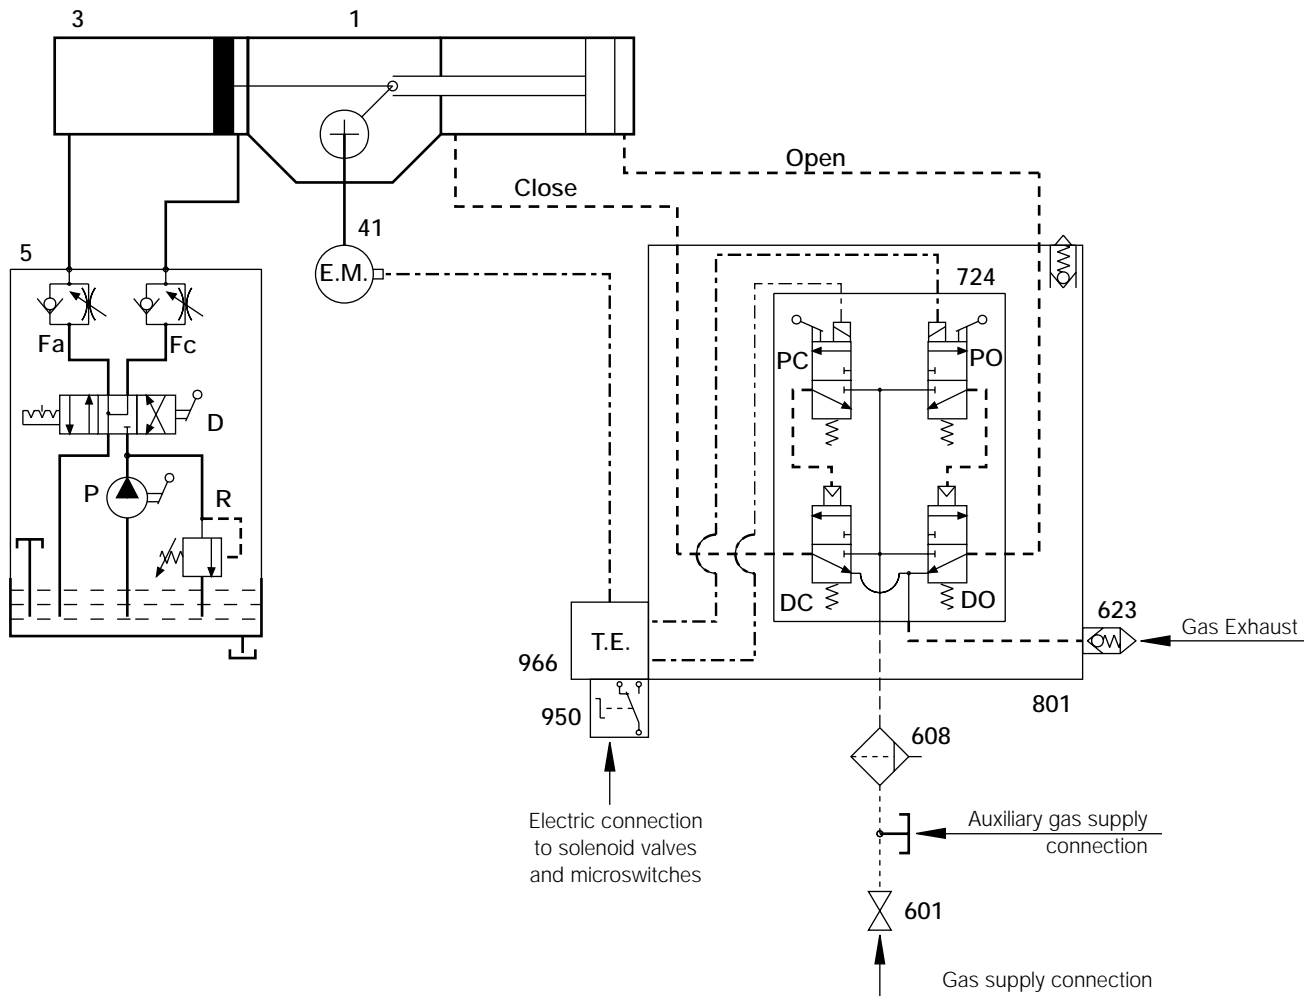 3
1
Open
Close
41
5
E.M.
724
Fa
Fc
PC
PO
D
P
R
DC
DO
623
Gas Exhaust
T.E.
966
801
950
608
Electric connection
to solenoid valves
and microswitches
Auxiliary gas supply
connection
601
Gas supply connection